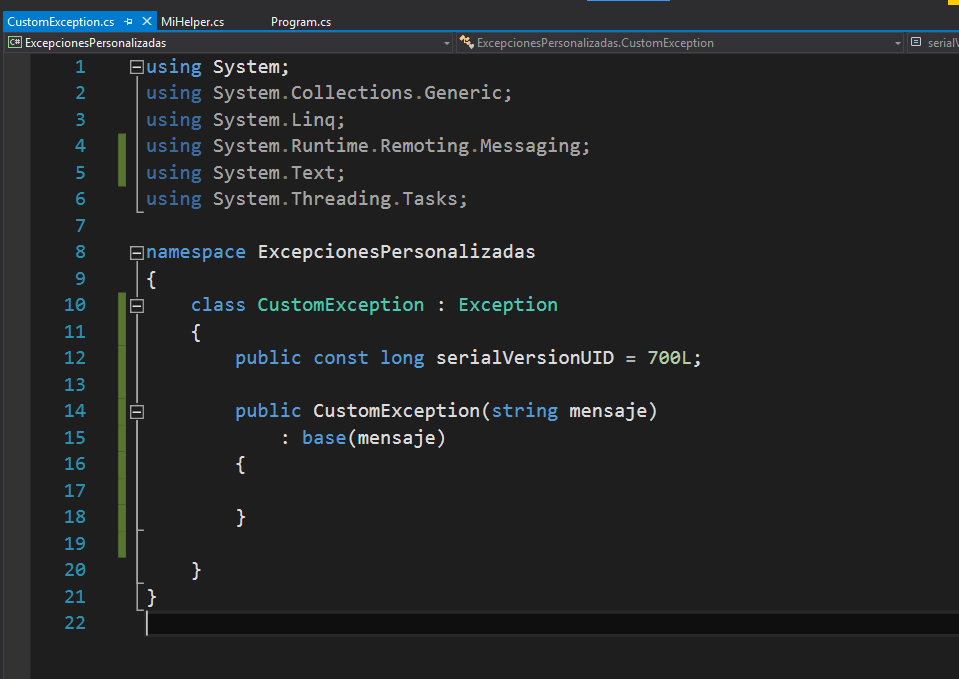 CustomException.cs MiHelper.cs Program.cs
C# ExcepcionesPersonalizadas ExcepcionesPersonalizadas.CustomException
1 using System;
2 using System.Collections.Generic;
3 using System.Linq;
4 using System.Runtime.Remoting.Messaging;
5 using System.Text;
6 using System.Threading.Tasks;
7
8 namespace ExcepcionesPersonalizadas
9 {
10 class CustomException : Exception
11 {
12 public const long serialVersionUID = 700L;
13
14 public CustomException(string mensaje)
15 : base(mensaje)
16 {
17
18 }
19
20 }
21 }
22